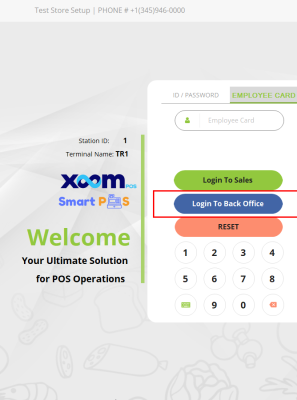 Test Store Setup | PHONE # +1(345)946-0000
ID / PASSWORD
EMPLOYEE CARD
Employee Card
Station ID: 1
Terminal Name: TR1
xoom POS
Smart POS
Welcome
Your Ultimate Solution
for POS Operations
Login To Sales
Login To Back Office
RESET
1 2 3 4
5 6 7 8
9 0